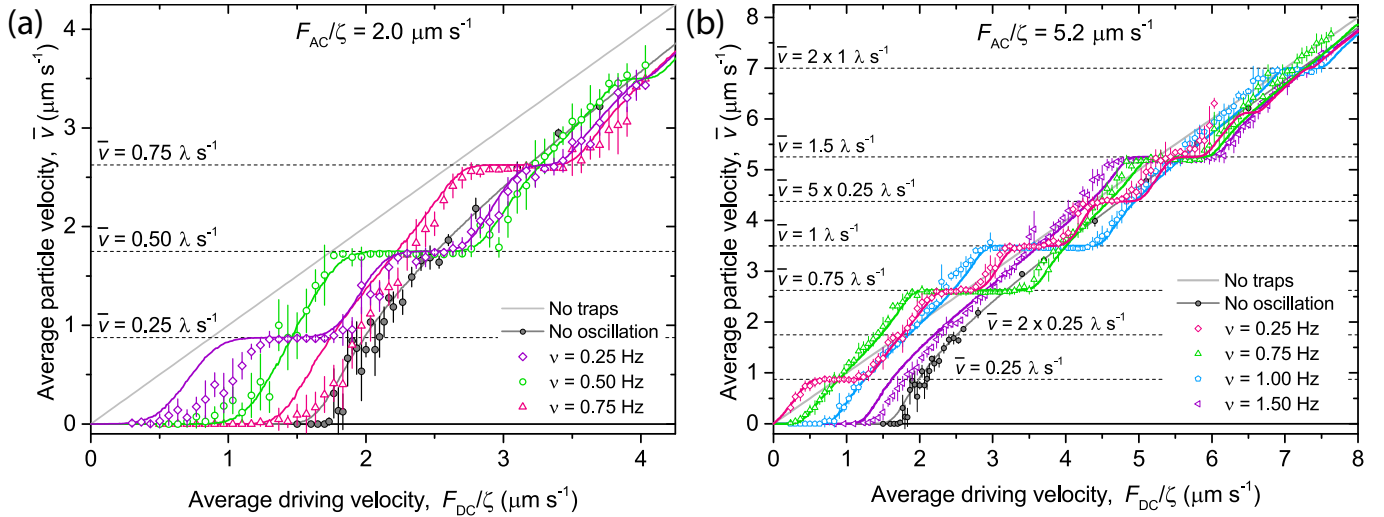 (a)
F_AC/ζ = 2.0 μm s⁻¹
Average particle velocity, v̄ (μm s⁻¹)
4
3
2
1
0
v̄ = 0.75 λ s⁻¹
v̄ = 0.50 λ s⁻¹
v̄ = 0.25 λ s⁻¹
No traps
No oscillation
ν = 0.25 Hz
ν = 0.50 Hz
ν = 0.75 Hz
0 1 2 3 4
Average driving velocity, F_DC/ζ (μm s⁻¹)
(b)
F_AC/ζ = 5.2 μm s⁻¹
Average particle velocity, v̄ (μm s⁻¹)
8
7
6
5
4
3
2
1
0
v̄ = 2 x 1 λ s⁻¹
v̄ = 1.5 λ s⁻¹
v̄ = 5 x 0.25 λ s⁻¹
v̄ = 1 λ s⁻¹
v̄ = 0.75 λ s⁻¹
v̄ = 2 x 0.25 λ s⁻¹
v̄ = 0.25 λ s⁻¹
No traps
No oscillation
ν = 0.25 Hz
ν = 0.75 Hz
ν = 1.00 Hz
ν = 1.50 Hz
0 1 2 3 4 5 6 7 8
Average driving velocity, F_DC/ζ (μm s⁻¹)